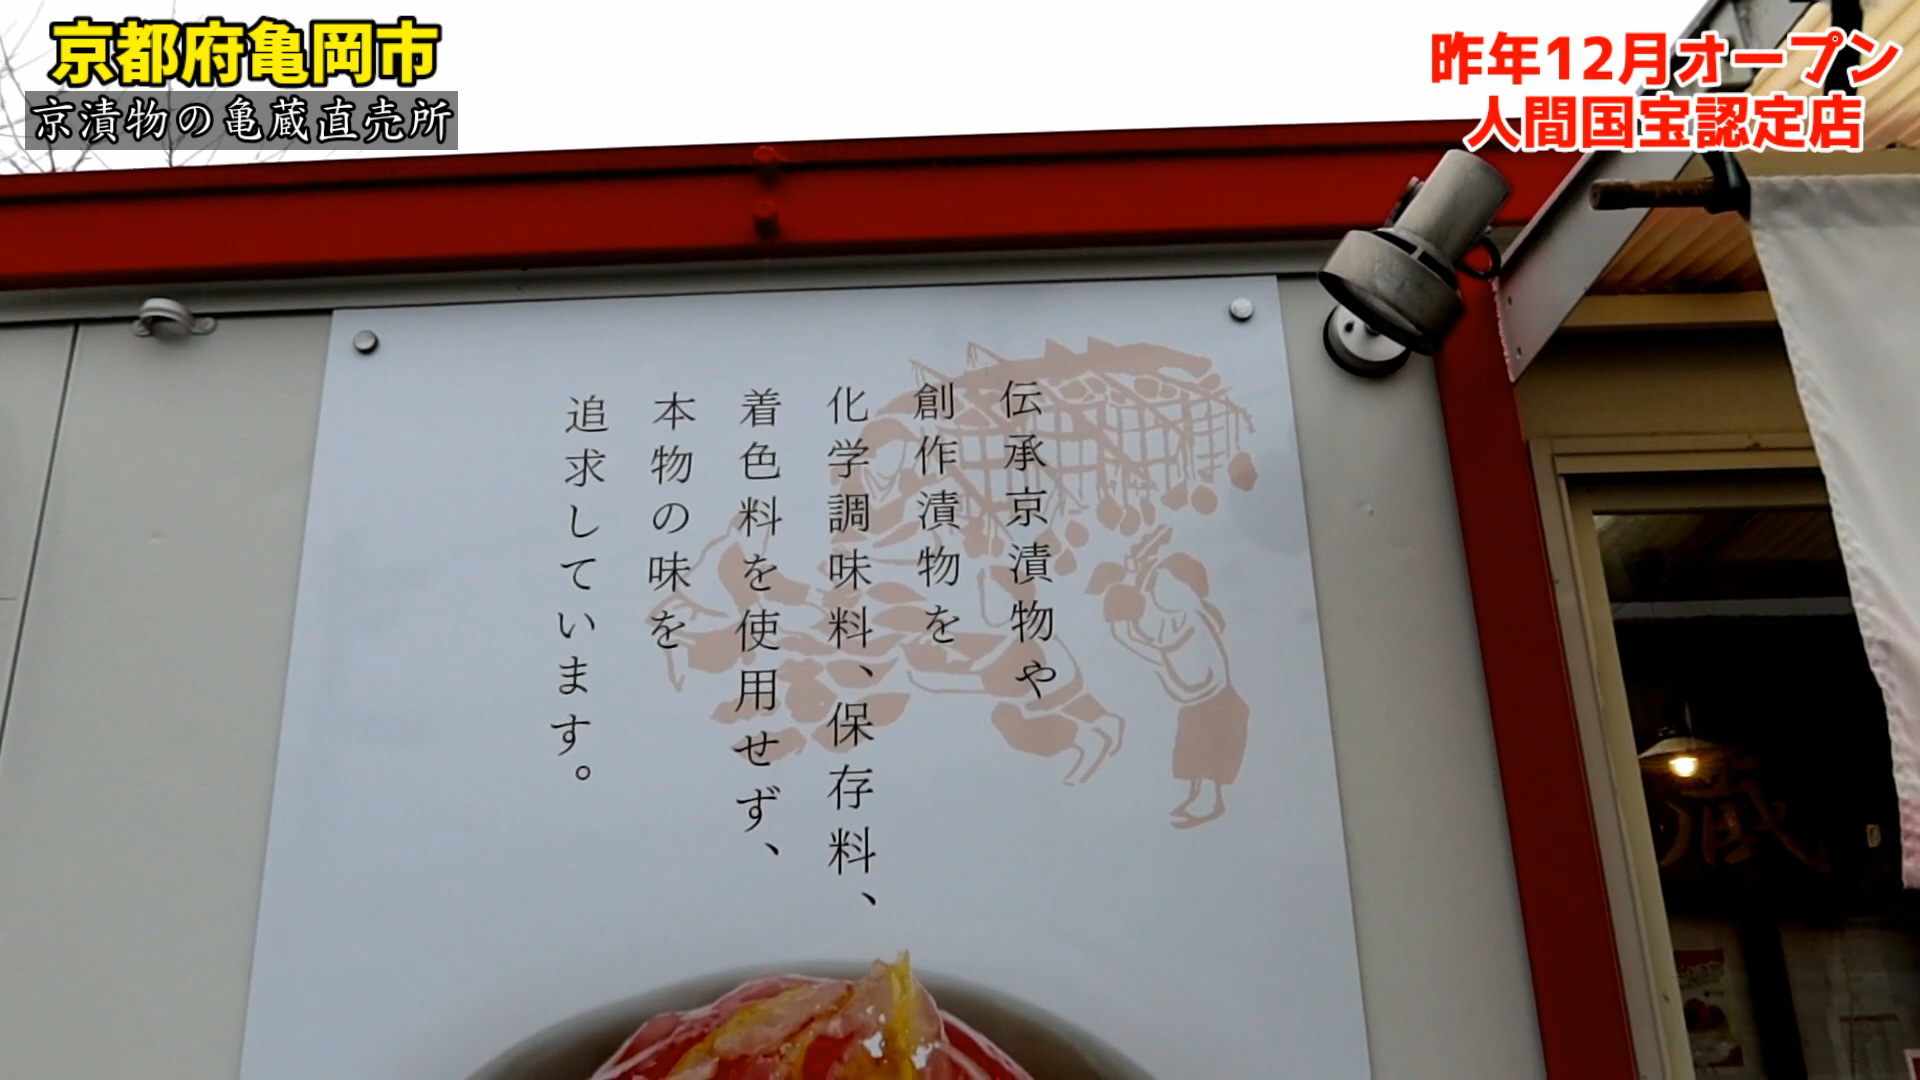 京都府亀岡市
京漬物の亀蔵直売所
昨年12月オープン
人間国宝認定店
伝承京漬物や
創作漬物を
化学調味料、保存料、
着色料を使用せず、
本物の味を
追求しています。
蔵